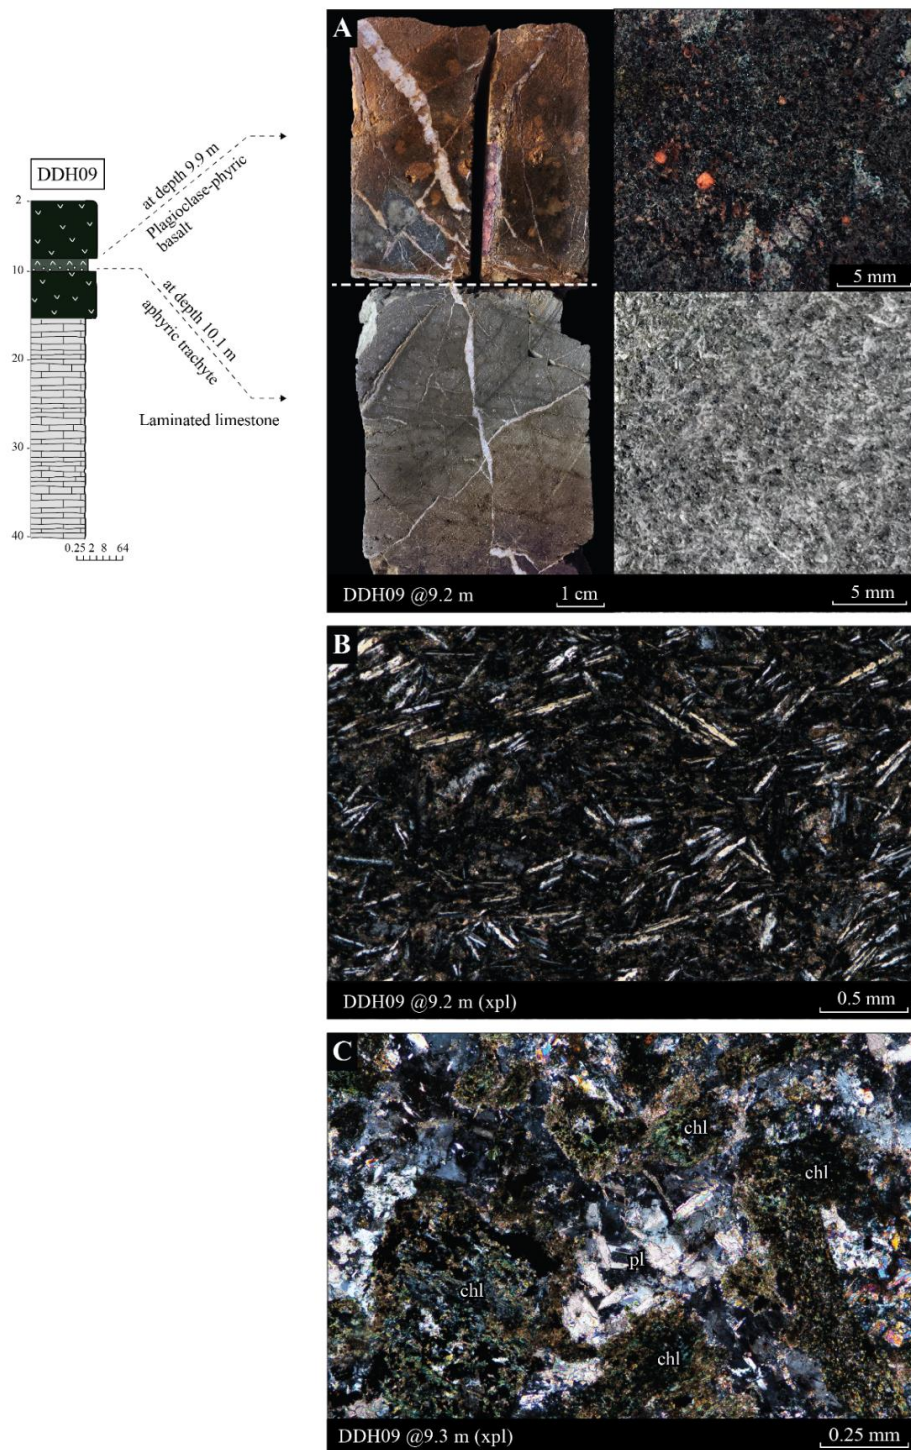 DDH09
2
10
20
30
40
0.25 2 8 64
at depth 9.9 m
Plagioclase-phyric
basalt
at depth 10.1 m
aphyric trachyte
Laminated limestone
A
5 mm
DDH09 @9.2 m
1 cm
5 mm
B
DDH09 @9.2 m (xpl)
0.5 mm
C
chl
chl
pl
chl
chl
DDH09 @9.3 m (xpl)
0.25 mm